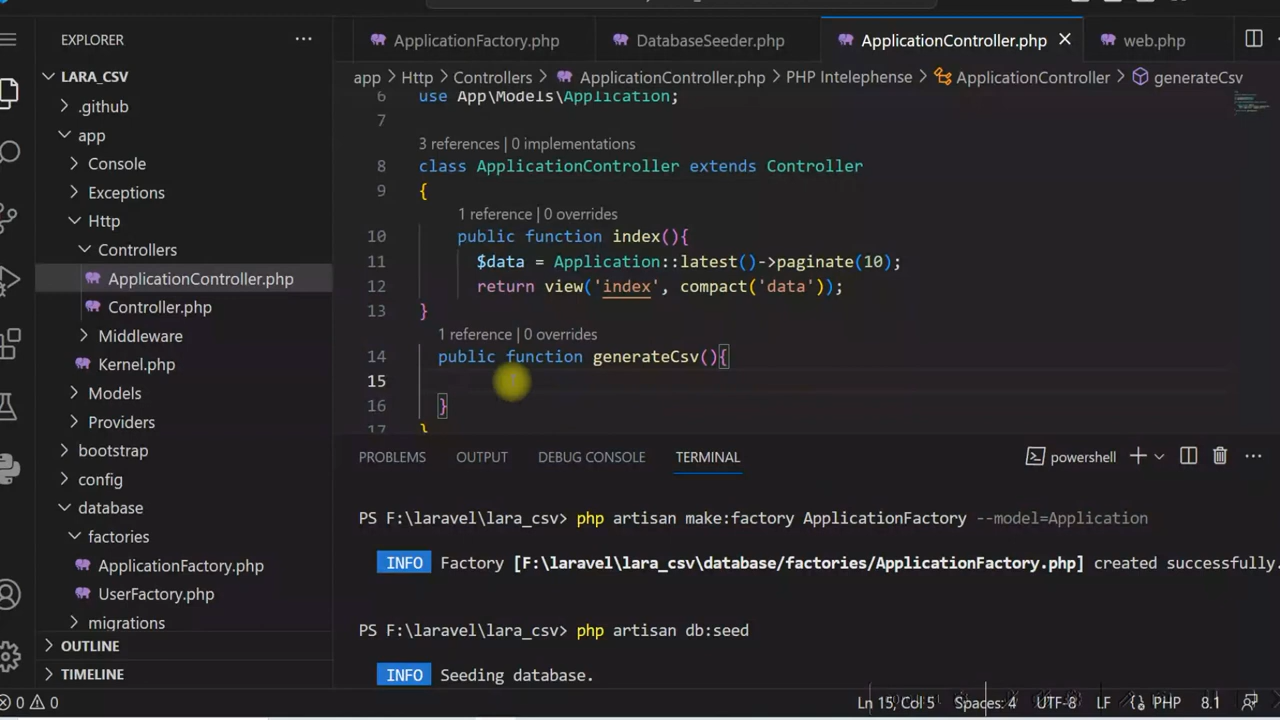 EXPLORER
LARA_CSV
.github
app
Console
Exceptions
Http
Controllers
ApplicationController.php
Controller.php
Middleware
Kernel.php
Models
Providers
bootstrap
config
database
factories
ApplicationFactory.php
UserFactory.php
migrations
OUTLINE
TIMELINE
ApplicationFactory.php DatabaseSeeder.php ApplicationController.php web.php
app > Http > Controllers > ApplicationController.php > PHP Intelephense > ApplicationController > generateCsv
6 use App\Models\Application;
7
3 references | 0 implementations
8 class ApplicationController extends Controller
9 {
1 reference | 0 overrides
10 public function index(){
11 $data = Application::latest()->paginate(10);
12 return view('index', compact('data'));
13 }
1 reference | 0 overrides
14 public function generateCsv(){
15
16 }
17 }
PROBLEMS OUTPUT DEBUG CONSOLE TERMINAL powershell
PS F:\laravel\lara_csv> php artisan make:factory ApplicationFactory --model=Application
INFO Factory [F:\laravel\lara_csv\database/factories/ApplicationFactory.php] created successfully.
PS F:\laravel\lara_csv> php artisan db:seed
INFO Seeding database.
0 0 Ln 15, Col 5 Spaces: 4 UTF-8 LF PHP 8.1